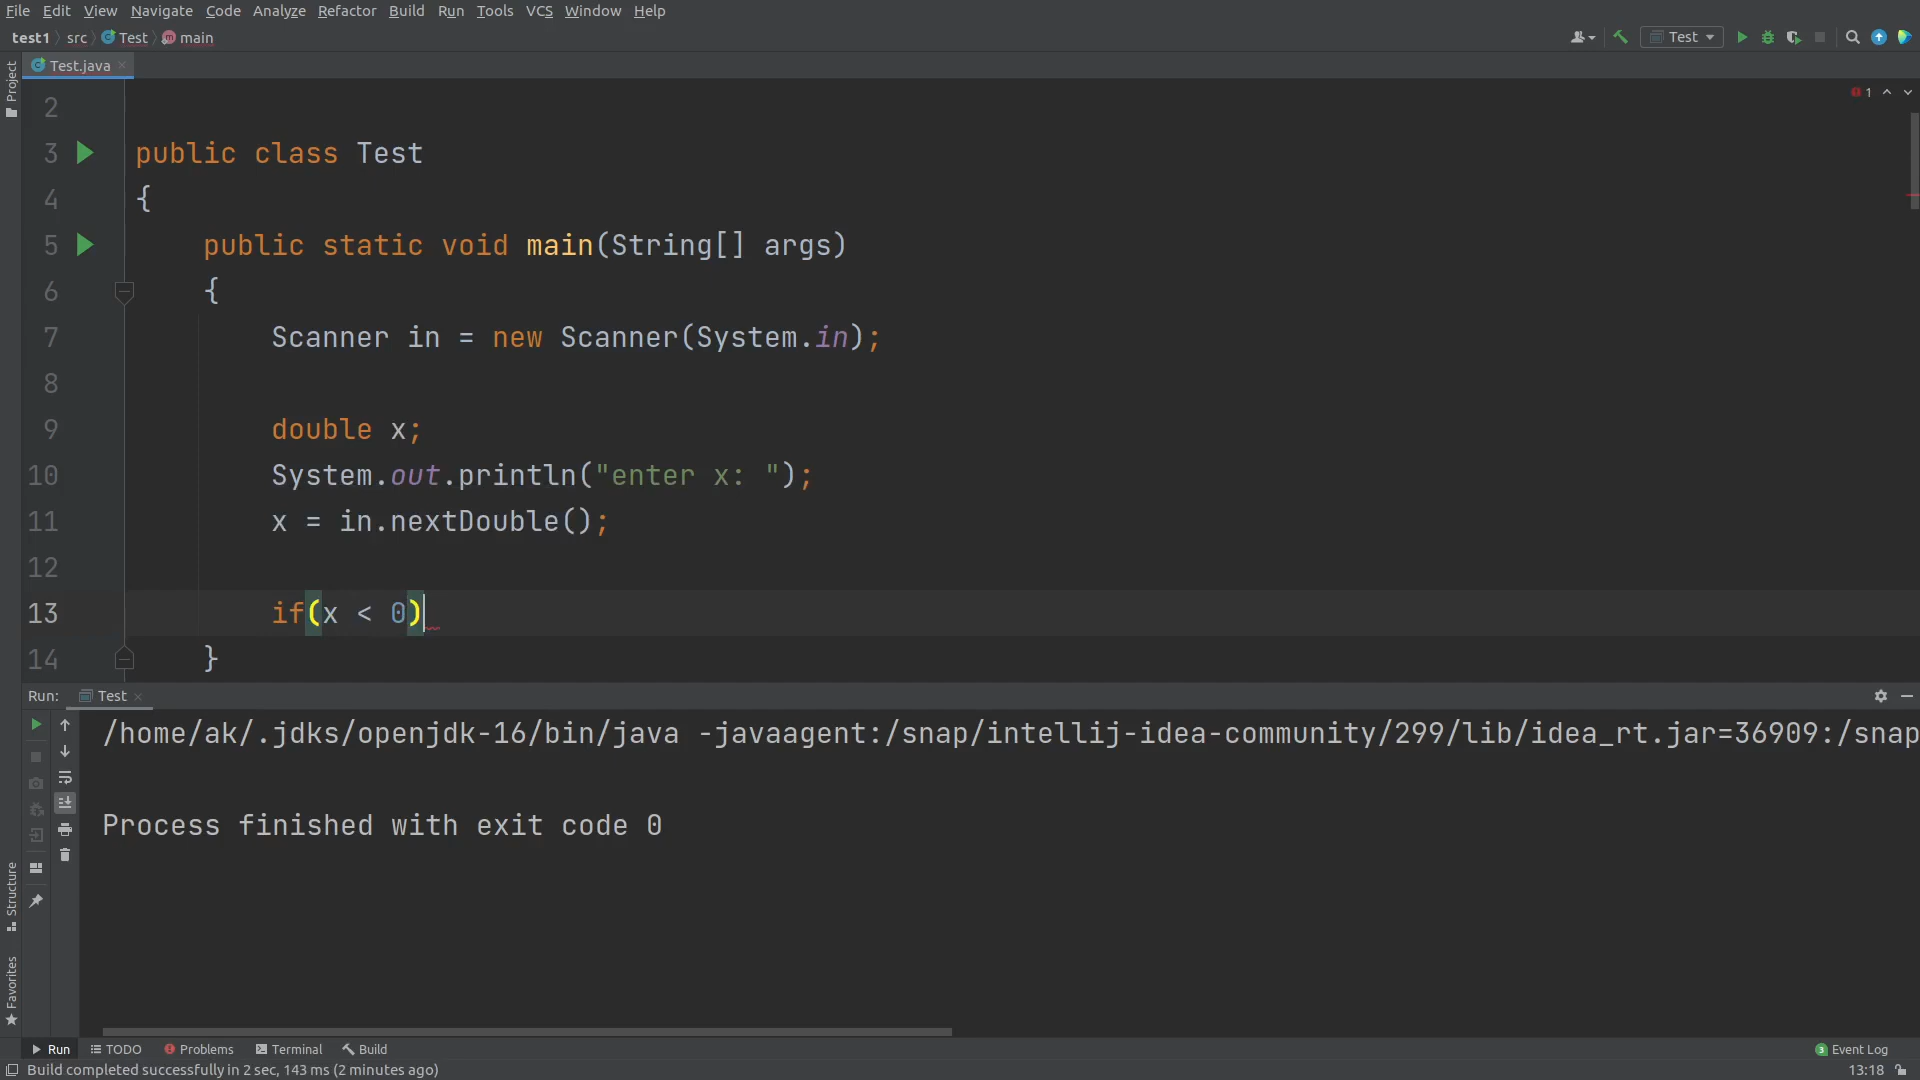 File Edit View Navigate Code Analyze Refactor Build Run Tools VCS Window Help
test1 src Test main
Test
Project
Test.java
1
2
3 public class Test
4 {
5 public static void main(String[] args)
6 {
7 Scanner in = new Scanner(System.in);
8
9 double x;
10 System.out.println("enter x: ");
11 x = in.nextDouble();
12
13 if(x < 0)
14 }
Run: Test
/home/ak/.jdks/openjdk-16/bin/java -javaagent:/snap/intellij-idea-community/299/lib/idea_rt.jar=36909:/snap
Process finished with exit code 0
Structure
Favorites
Run TODO Problems Terminal Build
3 Event Log
Build completed successfully in 2 sec, 143 ms (2 minutes ago)
13:18